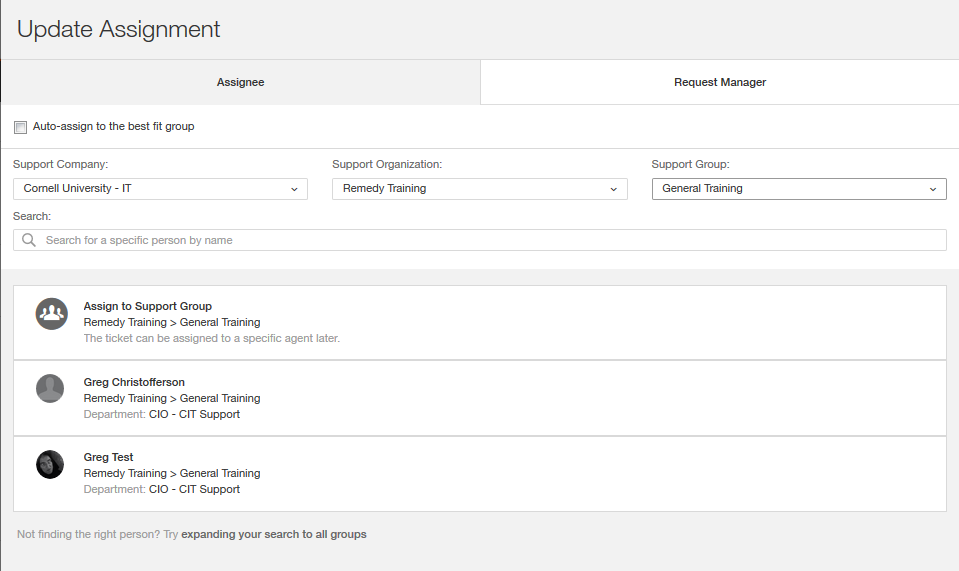 Update Assignment
Assignee
Request Manager
Auto-assign to the best fit group
Support Company:
Support Organization:
Support Group:
Cornell University - IT
Remedy Training
General Training
Search:
Search for a specific person by name
Assign to Support Group
Remedy Training > General Training
The ticket can be assigned to a specific agent later.
Greg Christofferson
Remedy Training > General Training
Department: CIO - CIT Support
Greg Test
Remedy Training > General Training
Department: CIO - CIT Support
Not finding the right person? Try expanding your search to all groups